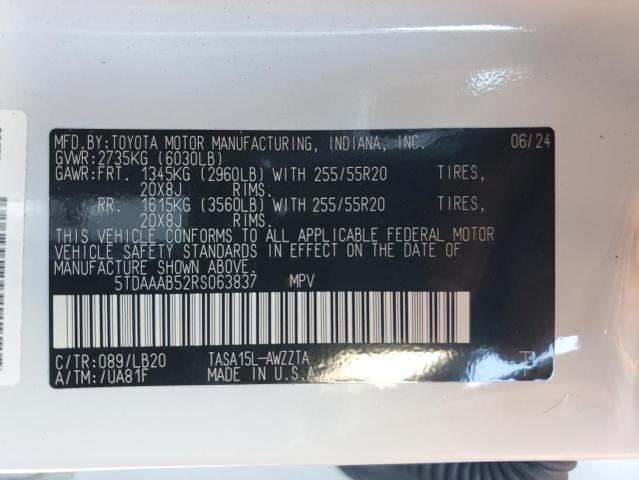 MFD.BY:TOYOTA MOTOR MANUFACTURING, INDIANA, INC. 06/24
GVWR:2735KG (6030LB)
GAWR:FRT. 1345KG (2960LB) WITH 255/55R20 TIRES,
20X8J RIMS.
RR. 1615KG (3560LB) WITH 255/55R20 TIRES,
20X8J RIMS.
THIS VEHICLE CONFORMS TO ALL APPLICABLE FEDERAL MOTOR
VEHICLE SAFETY STANDARDS IN EFFECT ON THE DATE OF
MANUFACTURE SHOWN ABOVE.
5TDAAAB52RS063837 MPV
C/TR:089/LB20 TASA15L-AWZZTA
A/TM:/UA81F MADE IN U.S.A.